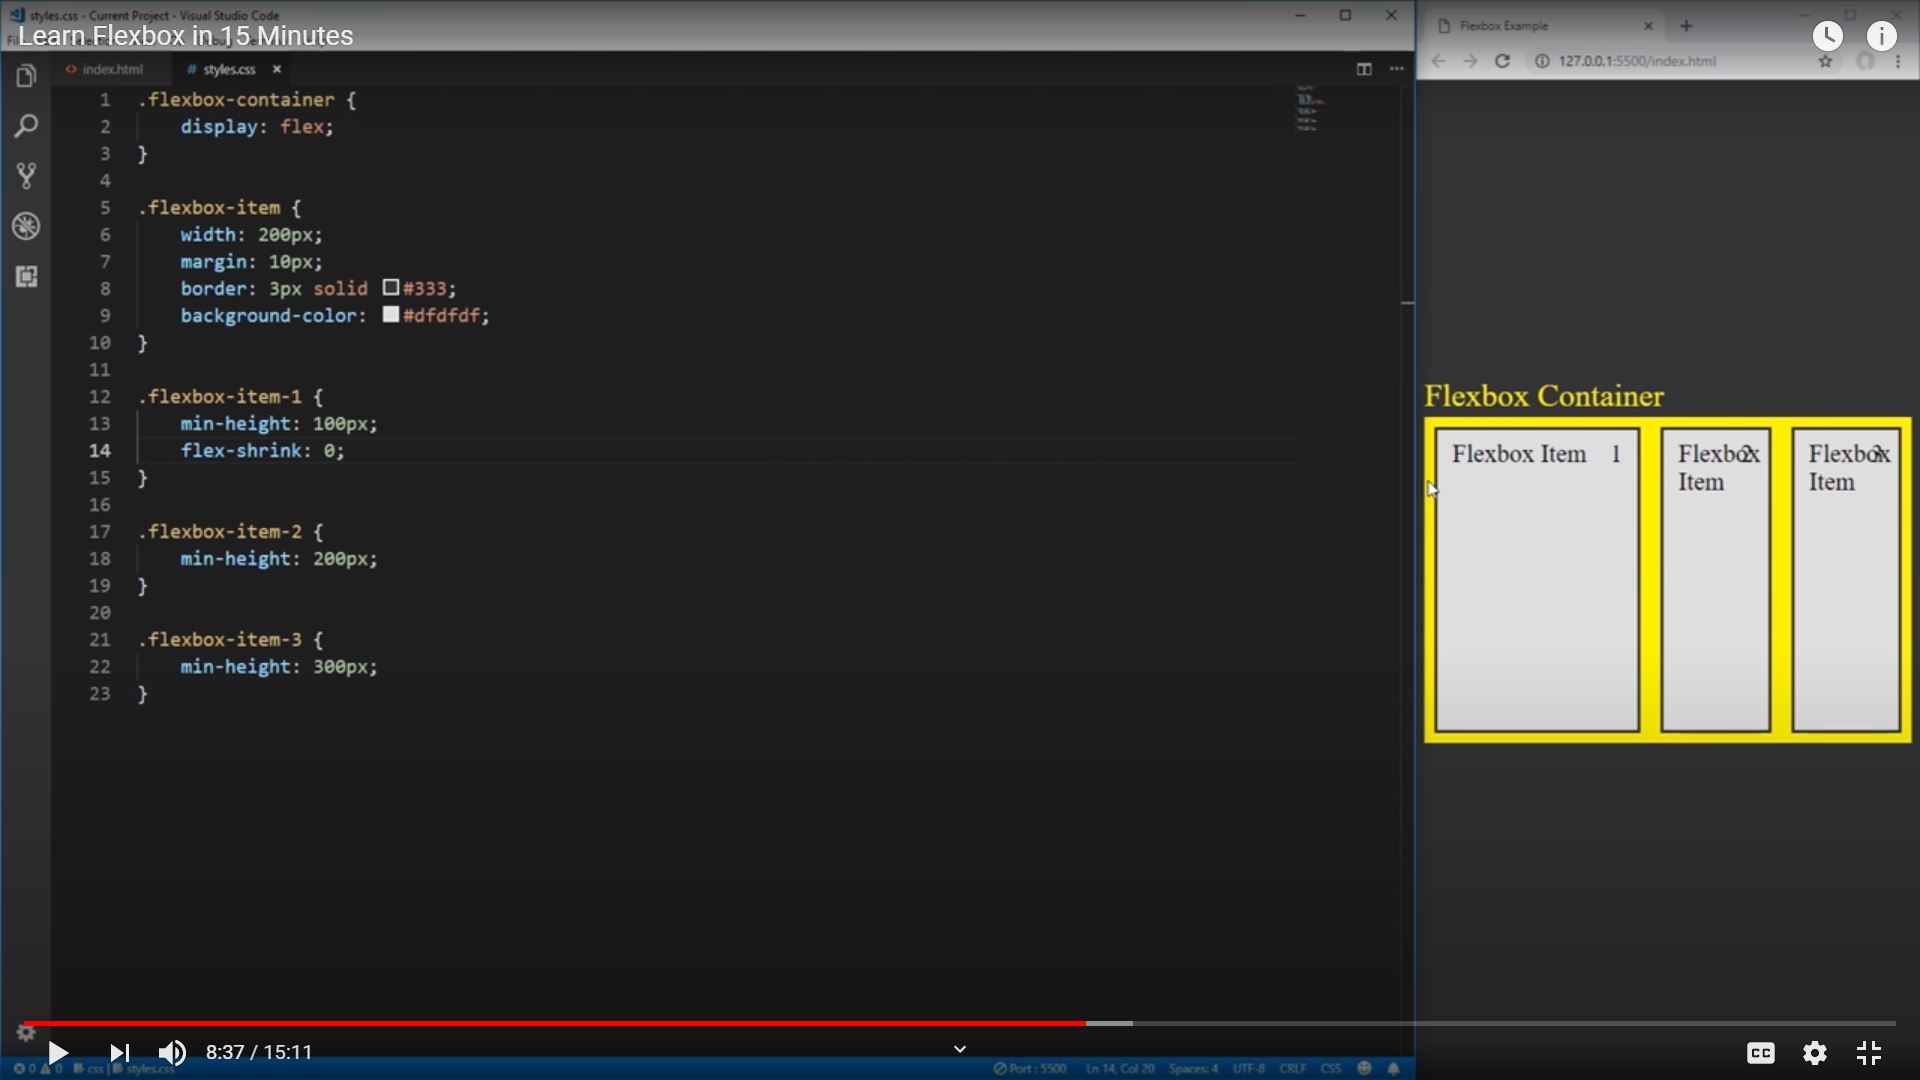 styles.css - Current Project - Visual Studio Code
Learn Flexbox in 15 Minutes
index.html
# styles.css
1 .flexbox-container {
2 display: flex;
3 }
4
5 .flexbox-item {
6 width: 200px;
7 margin: 10px;
8 border: 3px solid #333;
9 background-color: #dfdfdf;
10 }
11
12 .flexbox-item-1 {
13 min-height: 100px;
14 flex-shrink: 0;
15 }
16
17 .flexbox-item-2 {
18 min-height: 200px;
19 }
20
21 .flexbox-item-3 {
22 min-height: 300px;
23 }
Flexbox Example
127.0.0.1:5500/index.html
Flexbox Container
Flexbox Item 1
Flexbox 2
Item
Flexbox 3
Item
8:37 / 15:11
CC
0 0 css | styles.css
Port : 5500 Ln 14, Col 20 Spaces: 4 UTF-8 CRLF CSS